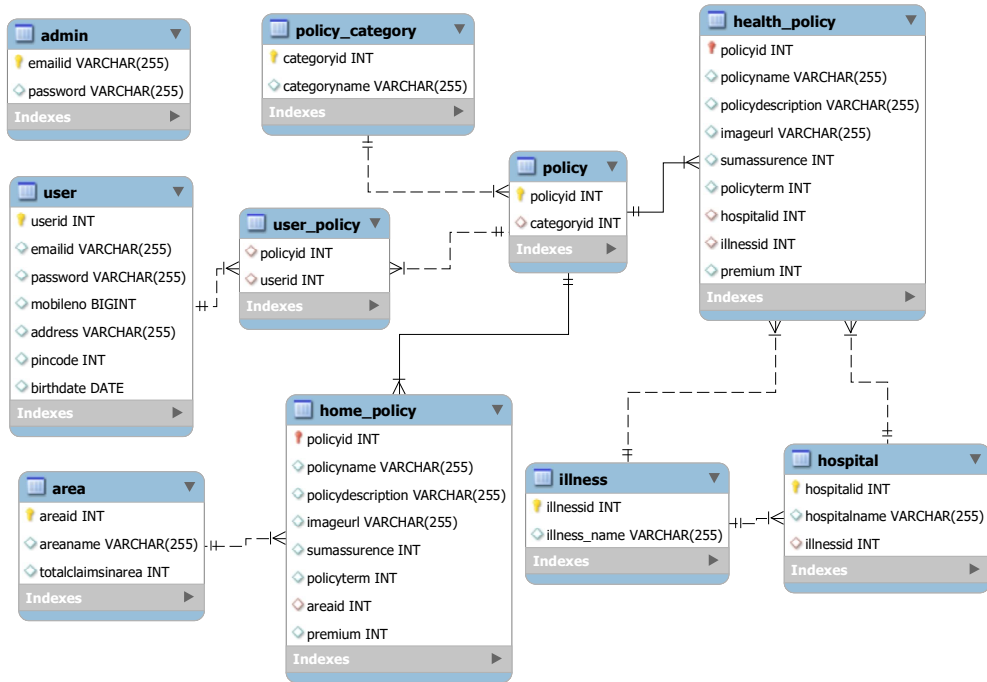 admin
emailid VARCHAR(255)
password VARCHAR(255)
Indexes
policy_category
categoryid INT
categoryname VARCHAR(255)
Indexes
health_policy
policyid INT
policyname VARCHAR(255)
policydescription VARCHAR(255)
imageurl VARCHAR(255)
sumassurence INT
policyterm INT
hospitalid INT
illnessid INT
premium INT
Indexes
user
userid INT
emailid VARCHAR(255)
password VARCHAR(255)
mobileno BIGINT
address VARCHAR(255)
pincode INT
birthdate DATE
Indexes
user_policy
policyid INT
userid INT
Indexes
policy
policyid INT
categoryid INT
Indexes
area
areaid INT
areaname VARCHAR(255)
totalclaimsinarea INT
Indexes
home_policy
policyid INT
policyname VARCHAR(255)
policydescription VARCHAR(255)
imageurl VARCHAR(255)
sumassurence INT
policyterm INT
areaid INT
premium INT
Indexes
illness
illnessid INT
illness_name VARCHAR(255)
Indexes
hospital
hospitalid INT
hospitalname VARCHAR(255)
illnessid INT
Indexes